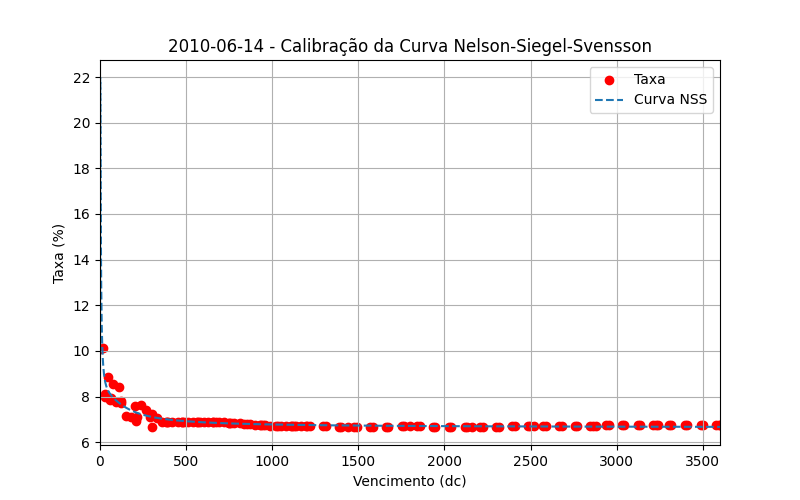 2010-06-14 - Calibração da Curva Nelson-Siegel-Svensson
Taxa
Curva NSS
Taxa (%)
22
20
18
16
14
12
10
8
6
0 500 1000 1500 2000 2500 3000 3500
Vencimento (dc)